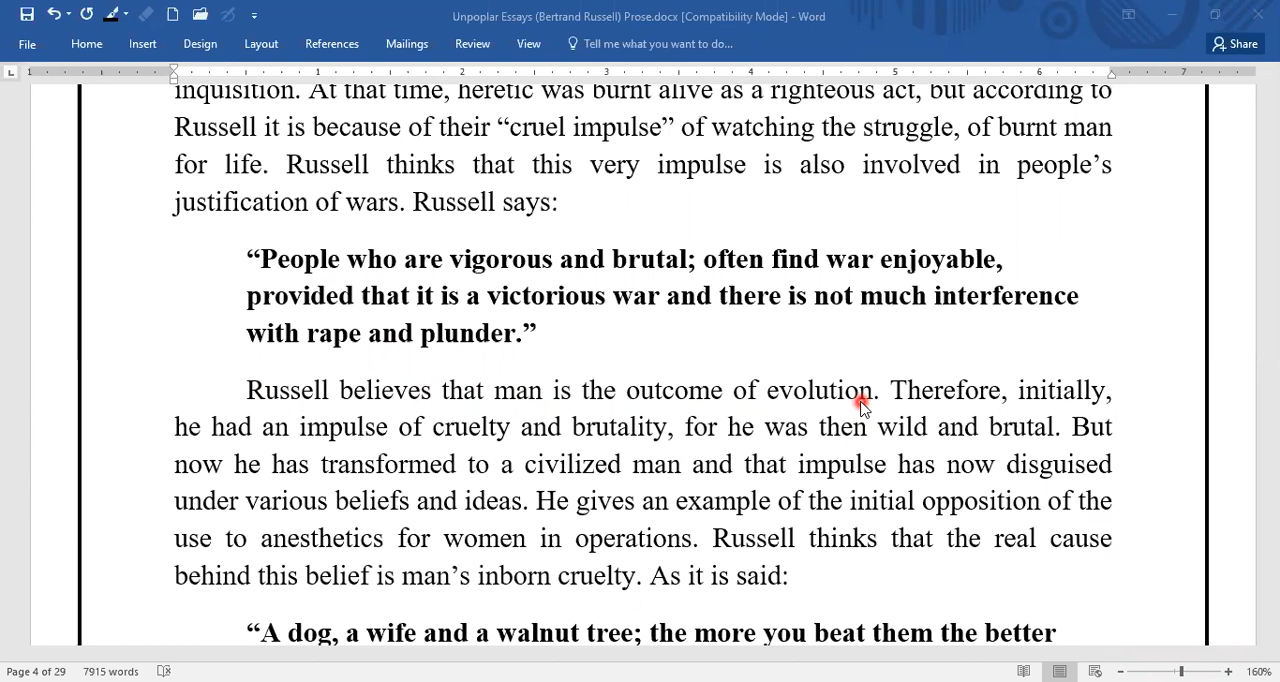 Unpoplar Essays (Bertrand Russell) Prose.docx [Compatibility Mode] - Word
File Home Insert Design Layout References Mailings Review View Tell me what you want to do... Share
1 1 2 3 4 5 6 7
inquisition. At that time, heretic was burnt alive as a righteous act, but according to
Russell it is because of their “cruel impulse” of watching the struggle, of burnt man
for life. Russell thinks that this very impulse is also involved in people’s
justification of wars. Russell says:
“People who are vigorous and brutal; often find war enjoyable,
provided that it is a victorious war and there is not much interference
with rape and plunder.”
Russell believes that man is the outcome of evolution. Therefore, initially,
he had an impulse of cruelty and brutality, for he was then wild and brutal. But
now he has transformed to a civilized man and that impulse has now disguised
under various beliefs and ideas. He gives an example of the initial opposition of the
use to anesthetics for women in operations. Russell thinks that the real cause
behind this belief is man’s inborn cruelty. As it is said:
“A dog, a wife and a walnut tree; the more you beat them the better
Page 4 of 29 7915 words 160%